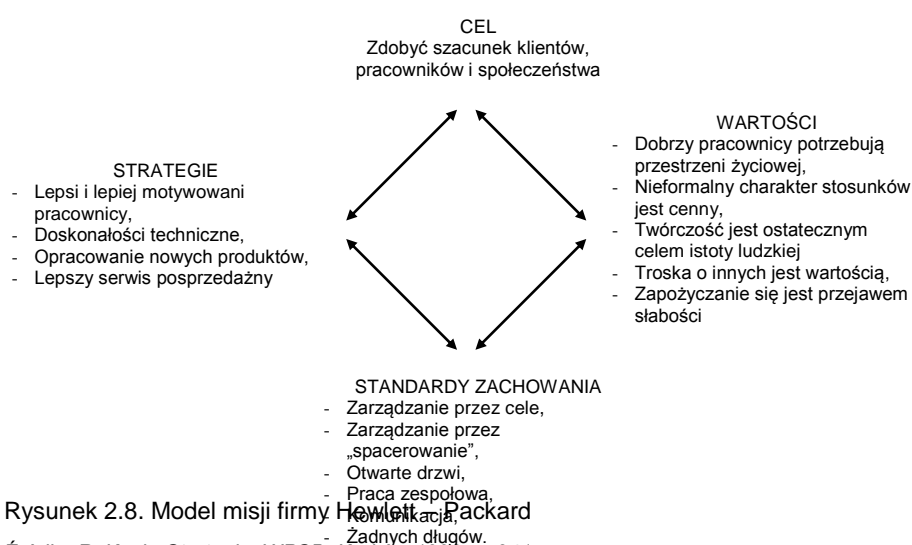 CEL
Zdobyć szacunek klientów,
pracowników i społeczeństwa
STRATEGIE
- Lepsi i lepiej motywowani
pracownicy,
- Doskonałości techniczne,
- Opracowanie nowych produktów,
- Lepszy serwis posprzedażny
WARTOŚCI
- Dobrzy pracownicy potrzebują
przestrzeni życiowej,
- Nieformalny charakter stosunków
jest cenny,
- Twórczość jest ostatecznym
celem istoty ludzkiej
- Troska o innych jest wartością,
- Zapożyczanie się jest przejawem
słabości
STANDARDY ZACHOWANIA
- Zarządzanie przez cele,
- Zarządzanie przez
„spacerowanie”,
- Otwarte drzwi,
- Praca zespołowa,
- Komunikacja,
- Żadnych długów.
Rysunek 2.8. Model misji firmy Hewlett – Packard